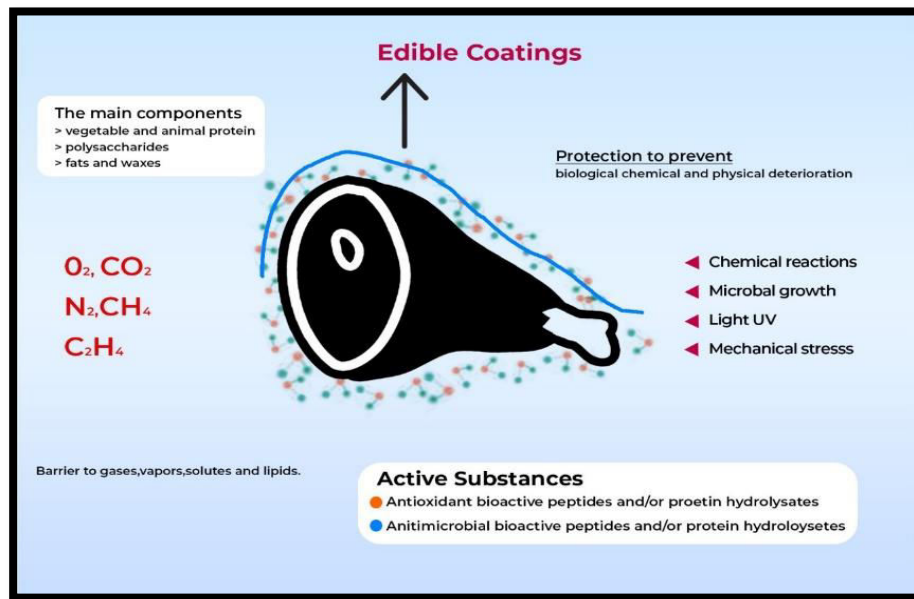 Edible Coatings
The main components
> vegetable and animal protein
> polysaccharides
> fats and waxes
Protection to prevent
biological chemical and physical deterioration
0₂, CO₂
N₂,CH₄
C₂H₄
◄ Chemical reactions
◄ Microbal growth
◄ Light UV
◄ Mechanical stresss
Barrier to gases,vapors,solutes and lipids.
Active Substances
Antioxidant bioactive peptides and/or proetin hydrolysates
Anitimicrobial bioactive peptides and/or protein hydroloysetes